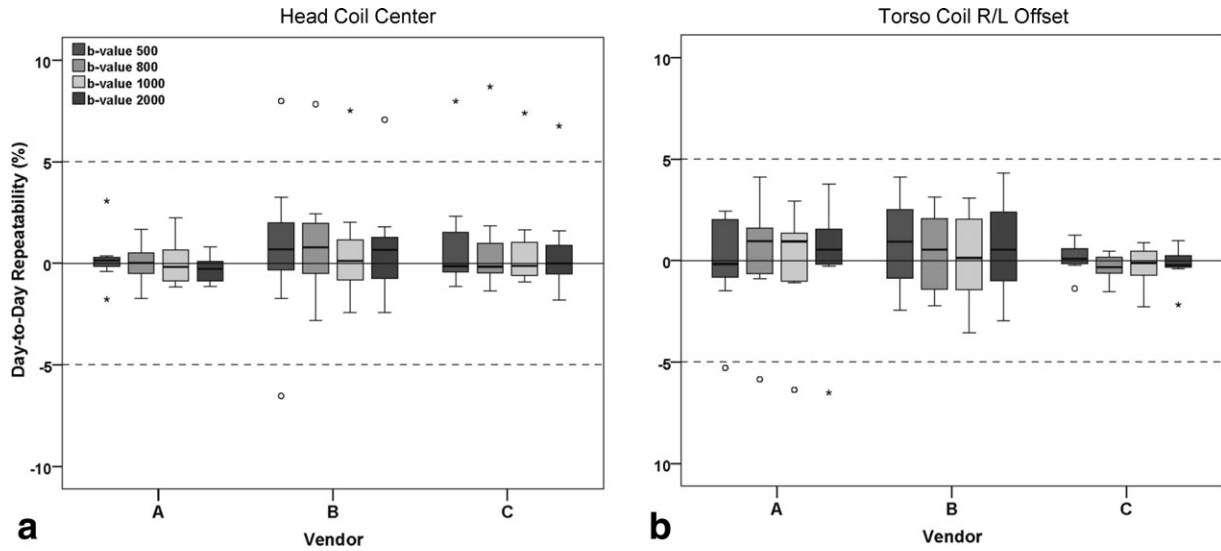 Head Coil Center
Torso Coil R/L Offset
a
b-value 500
b-value 800
b-value 1000
b-value 2000
Day-to-Day Repeatability (%)
10
5
0
-5
-10
A
B
C
Vendor
b
10
5
0
-5
10
A
B
C
Vendor